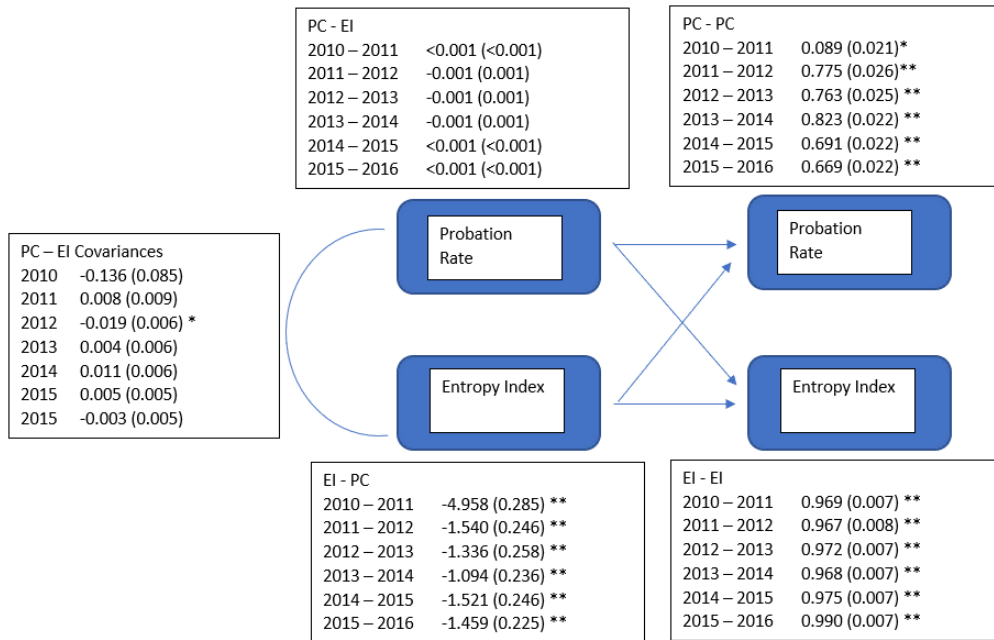 PC - EI
2010 – 2011 <0.001 (<0.001)
2011 – 2012 -0.001 (0.001)
2012 – 2013 -0.001 (0.001)
2013 – 2014 -0.001 (0.001)
2014 – 2015 <0.001 (<0.001)
2015 – 2016 <0.001 (<0.001)
PC - PC
2010 – 2011 0.089 (0.021)*
2011 – 2012 0.775 (0.026)**
2012 – 2013 0.763 (0.025) **
2013 – 2014 0.823 (0.022) **
2014 – 2015 0.691 (0.022) **
2015 – 2016 0.669 (0.022) **
PC – EI Covariances
2010 -0.136 (0.085)
2011 0.008 (0.009)
2012 -0.019 (0.006) *
2013 0.004 (0.006)
2014 0.011 (0.006)
2015 0.005 (0.005)
2015 -0.003 (0.005)
Probation
Rate
Probation
Rate
Entropy Index
Entropy Index
EI - PC
2010 – 2011 -4.958 (0.285) **
2011 – 2012 -1.540 (0.246) **
2012 – 2013 -1.336 (0.258) **
2013 – 2014 -1.094 (0.236) **
2014 – 2015 -1.521 (0.246) **
2015 – 2016 -1.459 (0.225) **
EI - EI
2010 – 2011 0.969 (0.007) **
2011 – 2012 0.967 (0.008) **
2012 – 2013 0.972 (0.007) **
2013 – 2014 0.968 (0.007) **
2014 – 2015 0.975 (0.007) **
2015 – 2016 0.990 (0.007) **